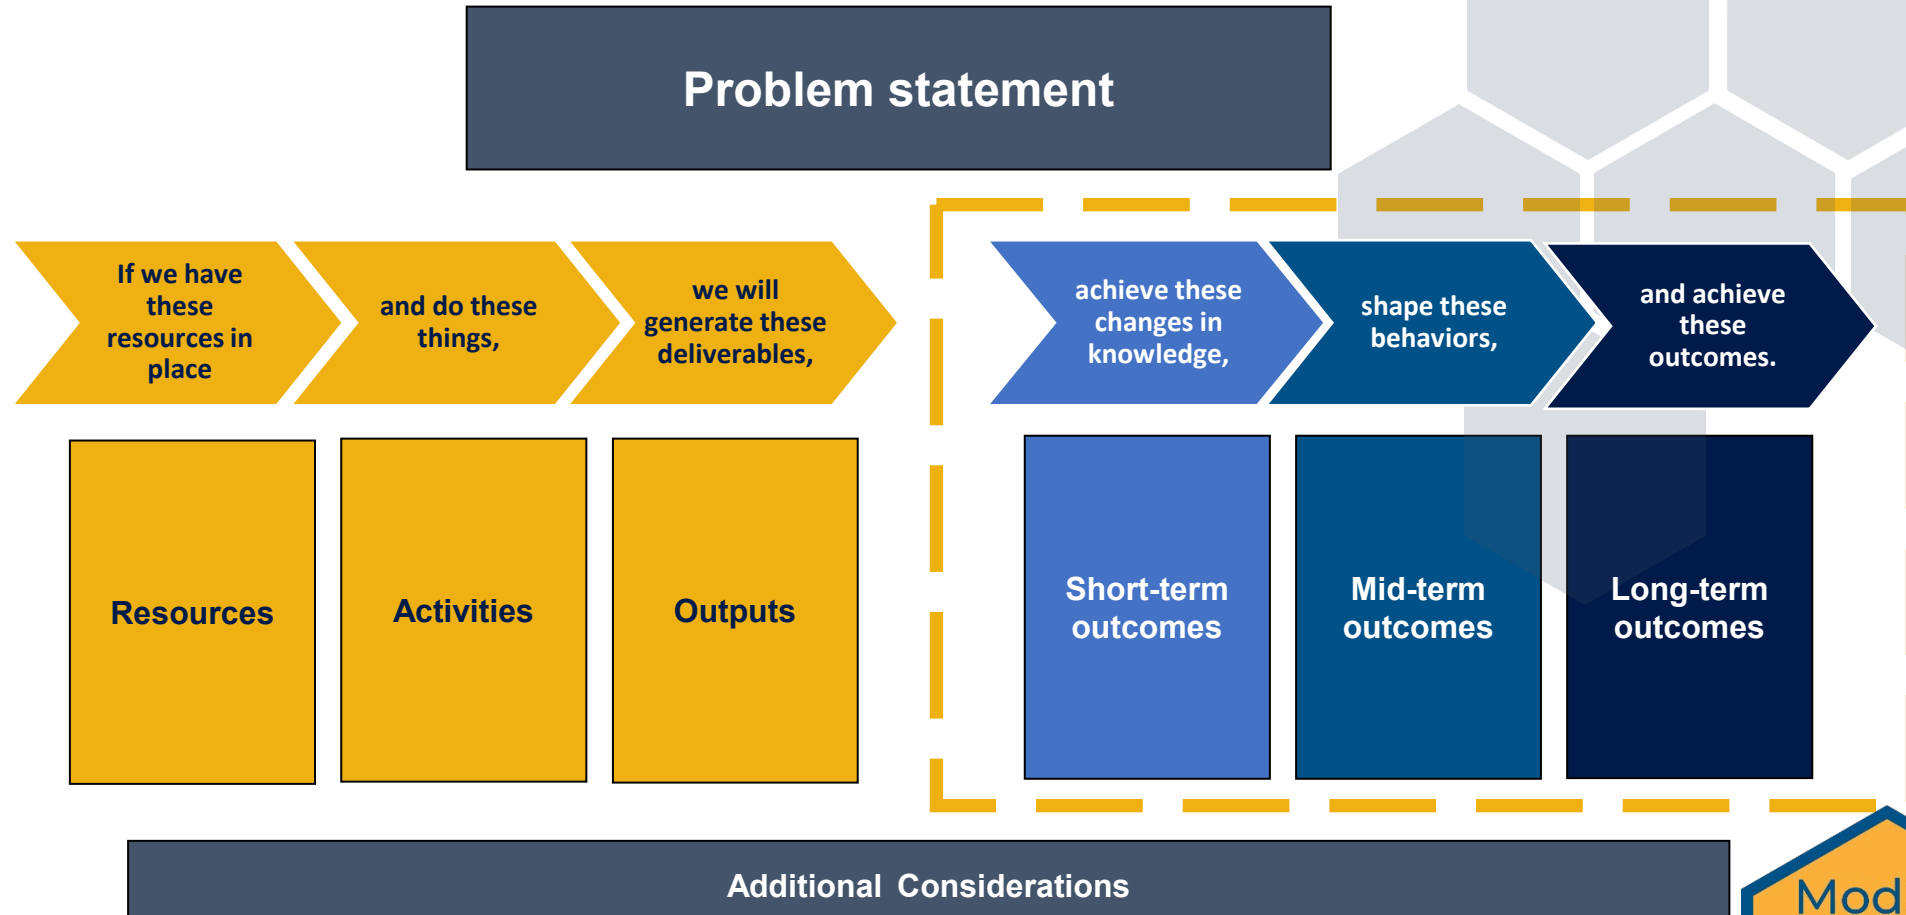 Problem statement
If we have
these
resources in
place
and do these
things,
we will
generate these
deliverables,
achieve these
changes in
knowledge,
shape these
behaviors,
and achieve
these
outcomes.
Resources
Activities
Outputs
Short-term
outcomes
Mid-term
outcomes
Long-term
outcomes
Additional Considerations
Mod